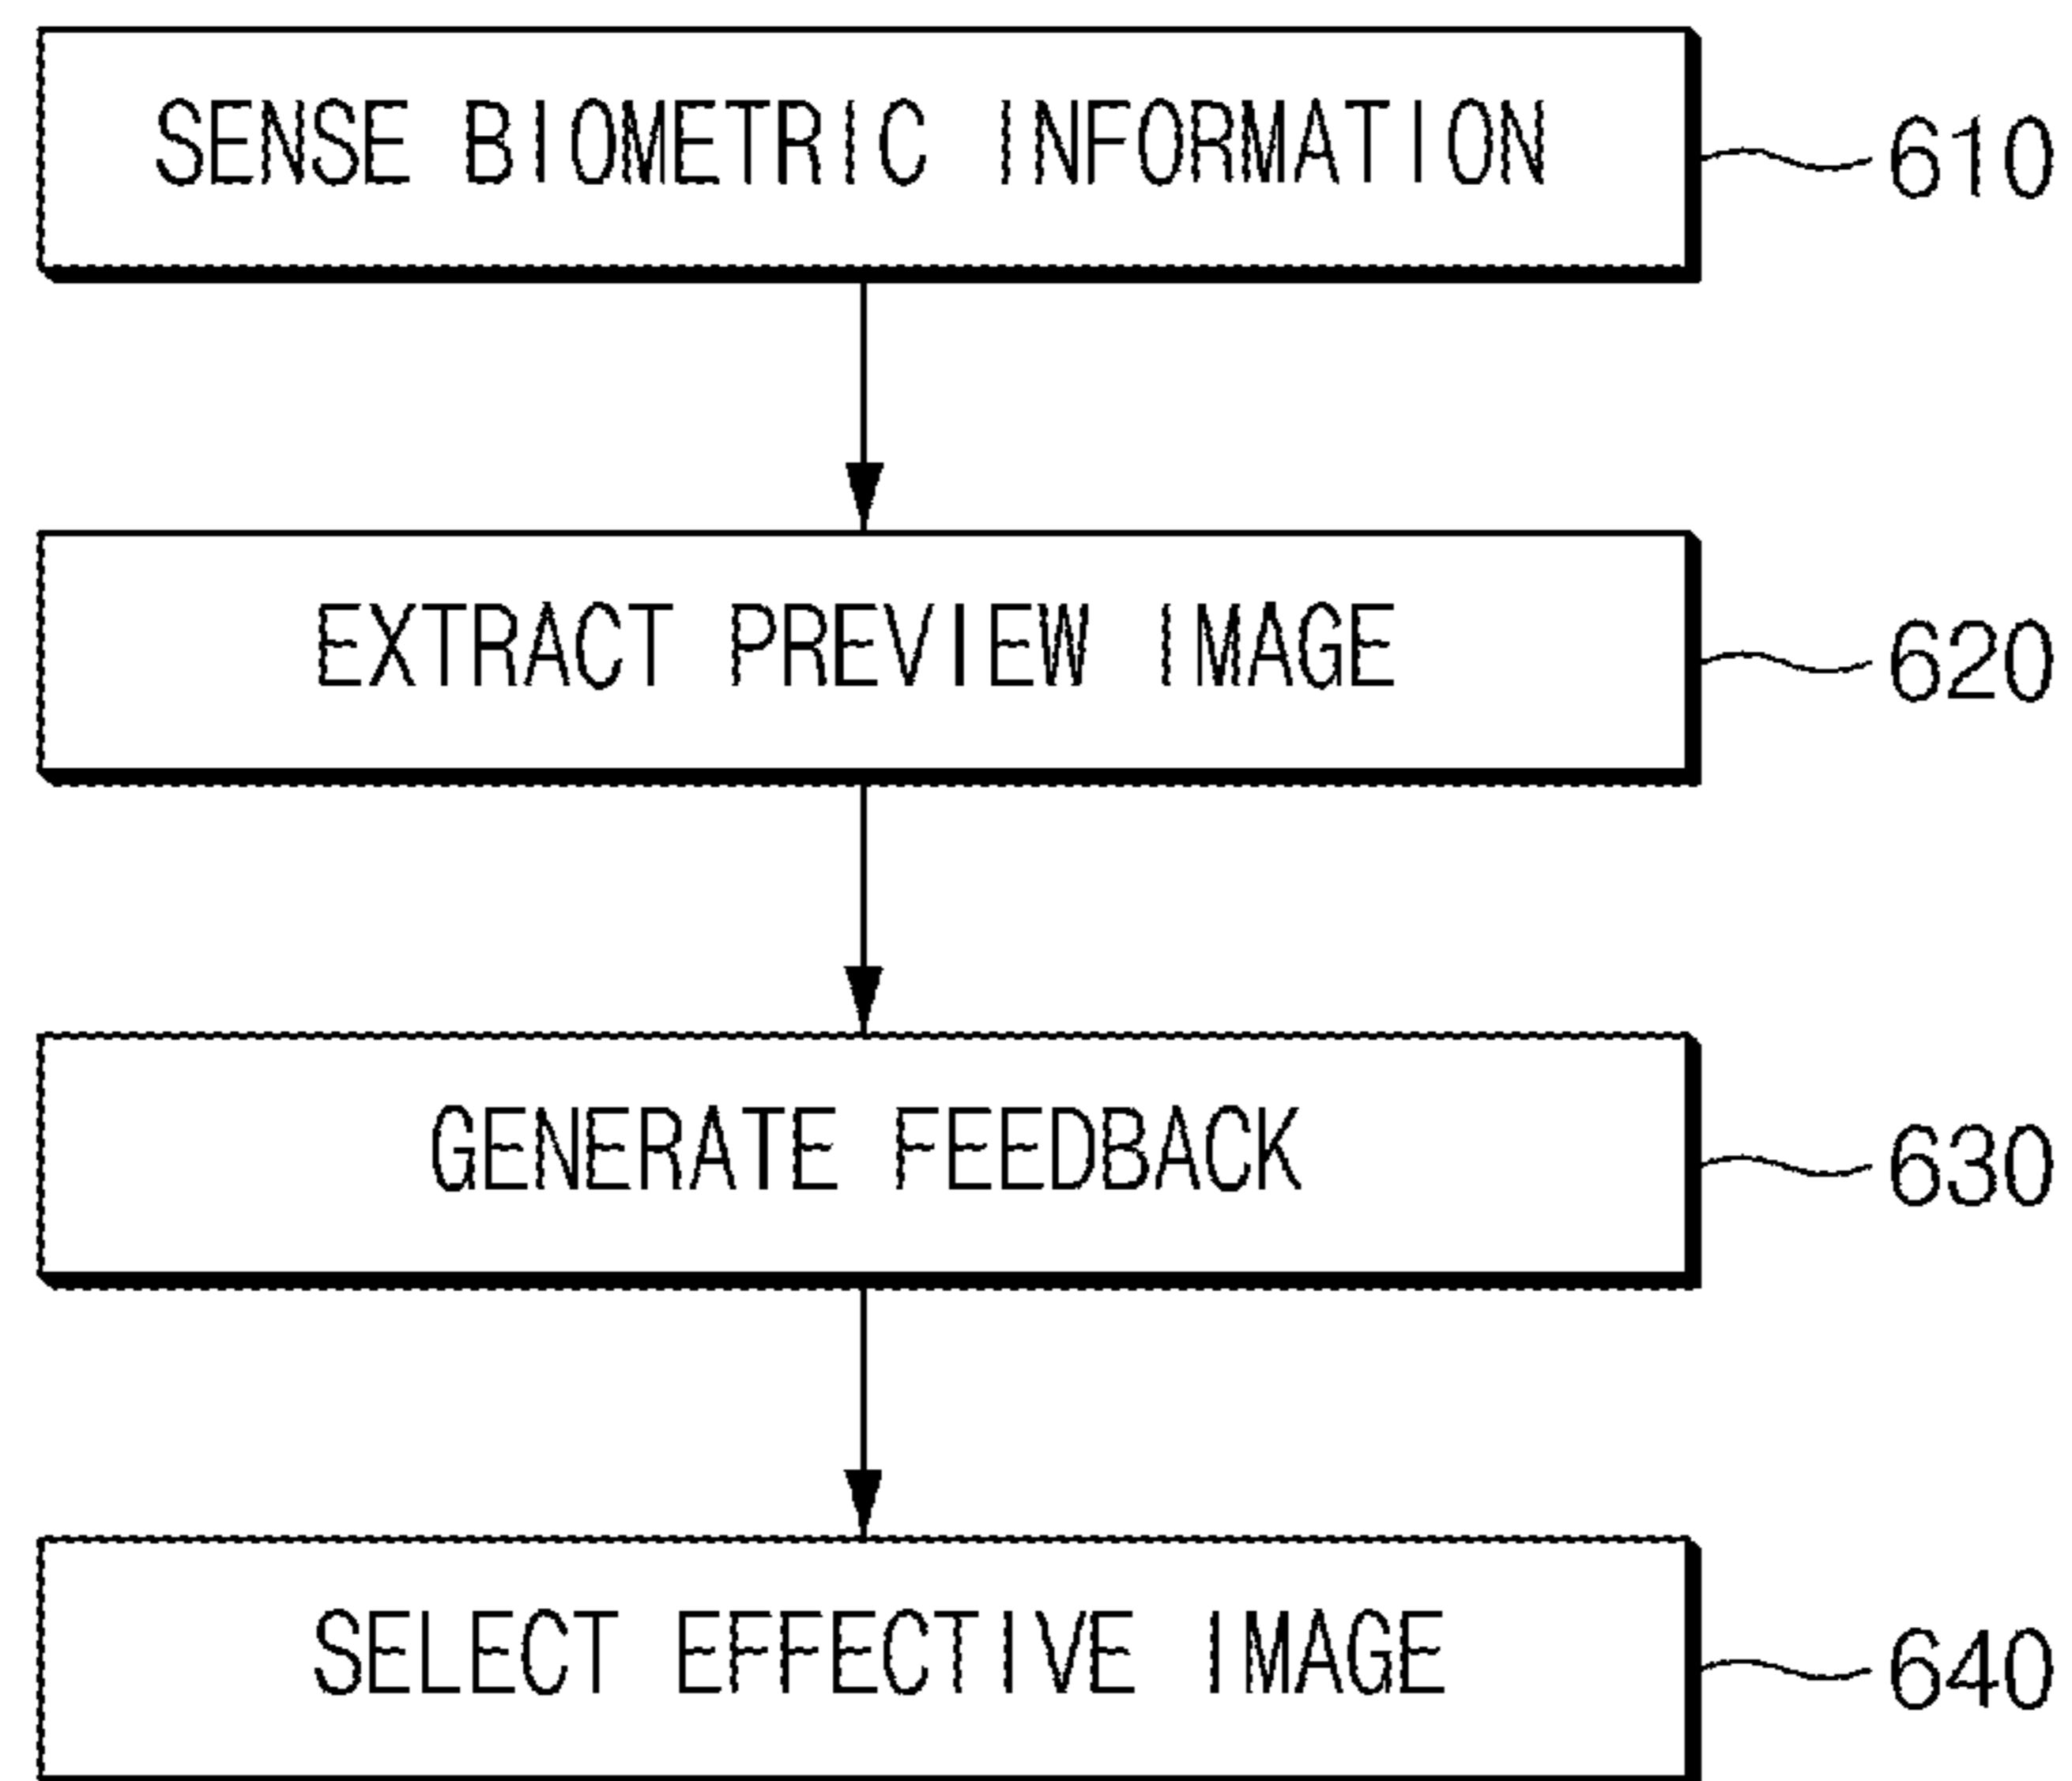 SENSE BIOMETRIC INFORMATION 610
EXTRACT PREVIEW IMAGE 620
GENERATE FEEDBACK 630
SELECT EFFECTIVE IMAGE 640